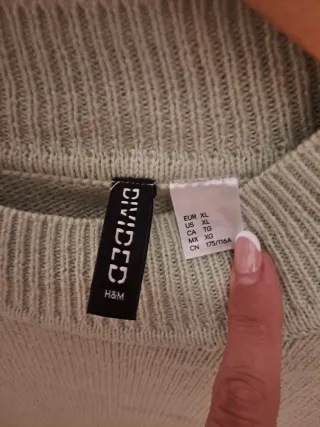 DIVIDED
H&M
EUR XL
US XL
CA TG
MX XG
CN 175/116A